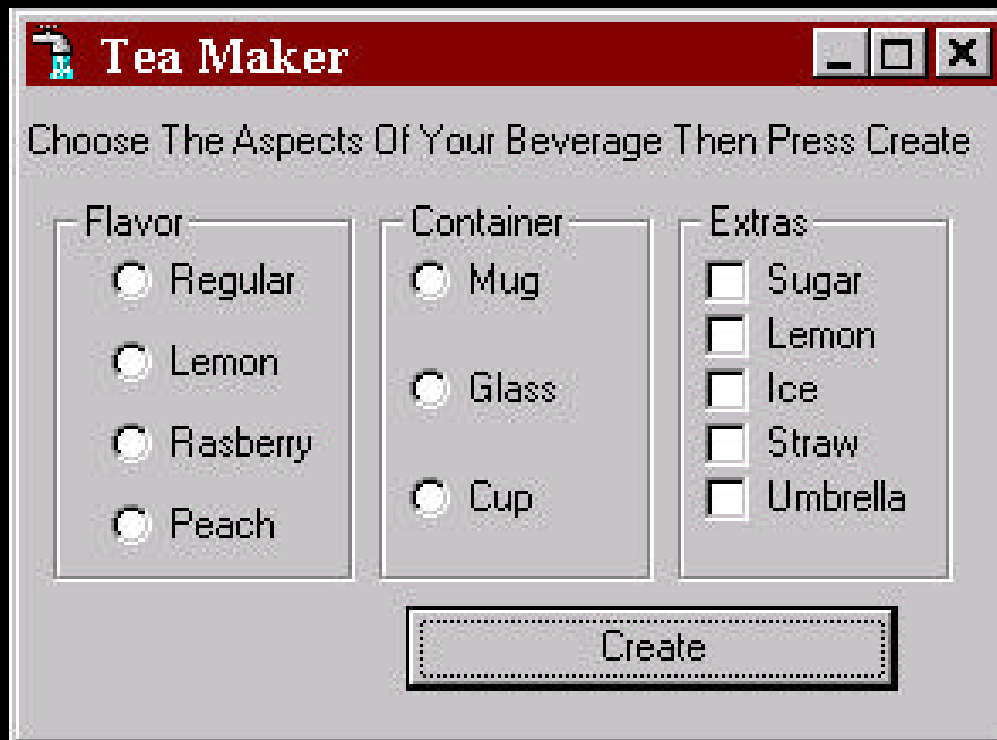 Tea Maker
Choose The Aspects Of Your Beverage Then Press Create
Flavor
Regular
Lemon
Rasberry
Peach
Container
Mug
Glass
Cup
Extras
Sugar
Lemon
Ice
Straw
Umbrella
Create